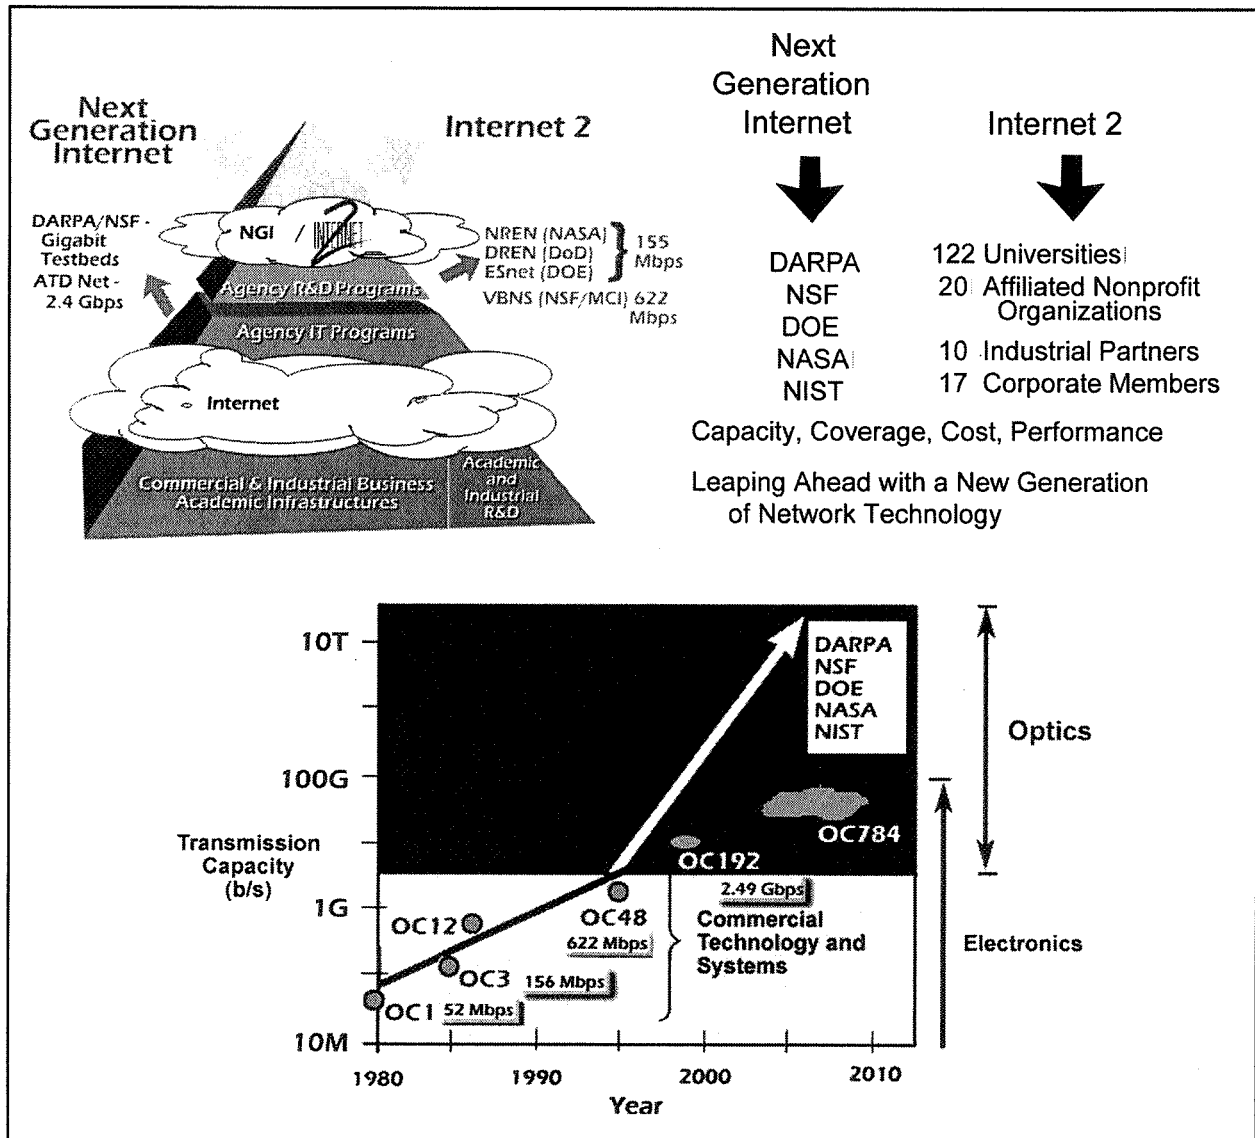 Next
Generation
Internet
Internet 2
DARPA/NSF -
Gigabit
Testbeds
ATD Net -
2.4 Gbps
NGI / INTERNET 2
NREN (NASA)
DREN (DoD)
ESnet (DOE)
155
Mbps
VBNS (NSF/MCI) 622
Mbps
Agency R&D Programs
Agency IT Programs
Internet
Commercial & Industrial Business
Academic Infrastructures
Academic
and
Industrial
R&D
Next
Generation
Internet
DARPA
NSF
DOE
NASA
NIST
Internet 2
122 Universities
20 Affiliated Nonprofit
Organizations
10 Industrial Partners
17 Corporate Members
Capacity, Coverage, Cost, Performance
Leaping Ahead with a New Generation
of Network Technology
10T
100G
1G
10M
Transmission
Capacity
(b/s)
DARPA
NSF
DOE
NASA
NIST
OC784
OC192
2.49 Gbps
OC48
622 Mbps
OC12
OC3
156 Mbps
OC1
52 Mbps
Commercial
Technology and
Systems
Optics
Electronics
1980
1990
2000
2010
Year